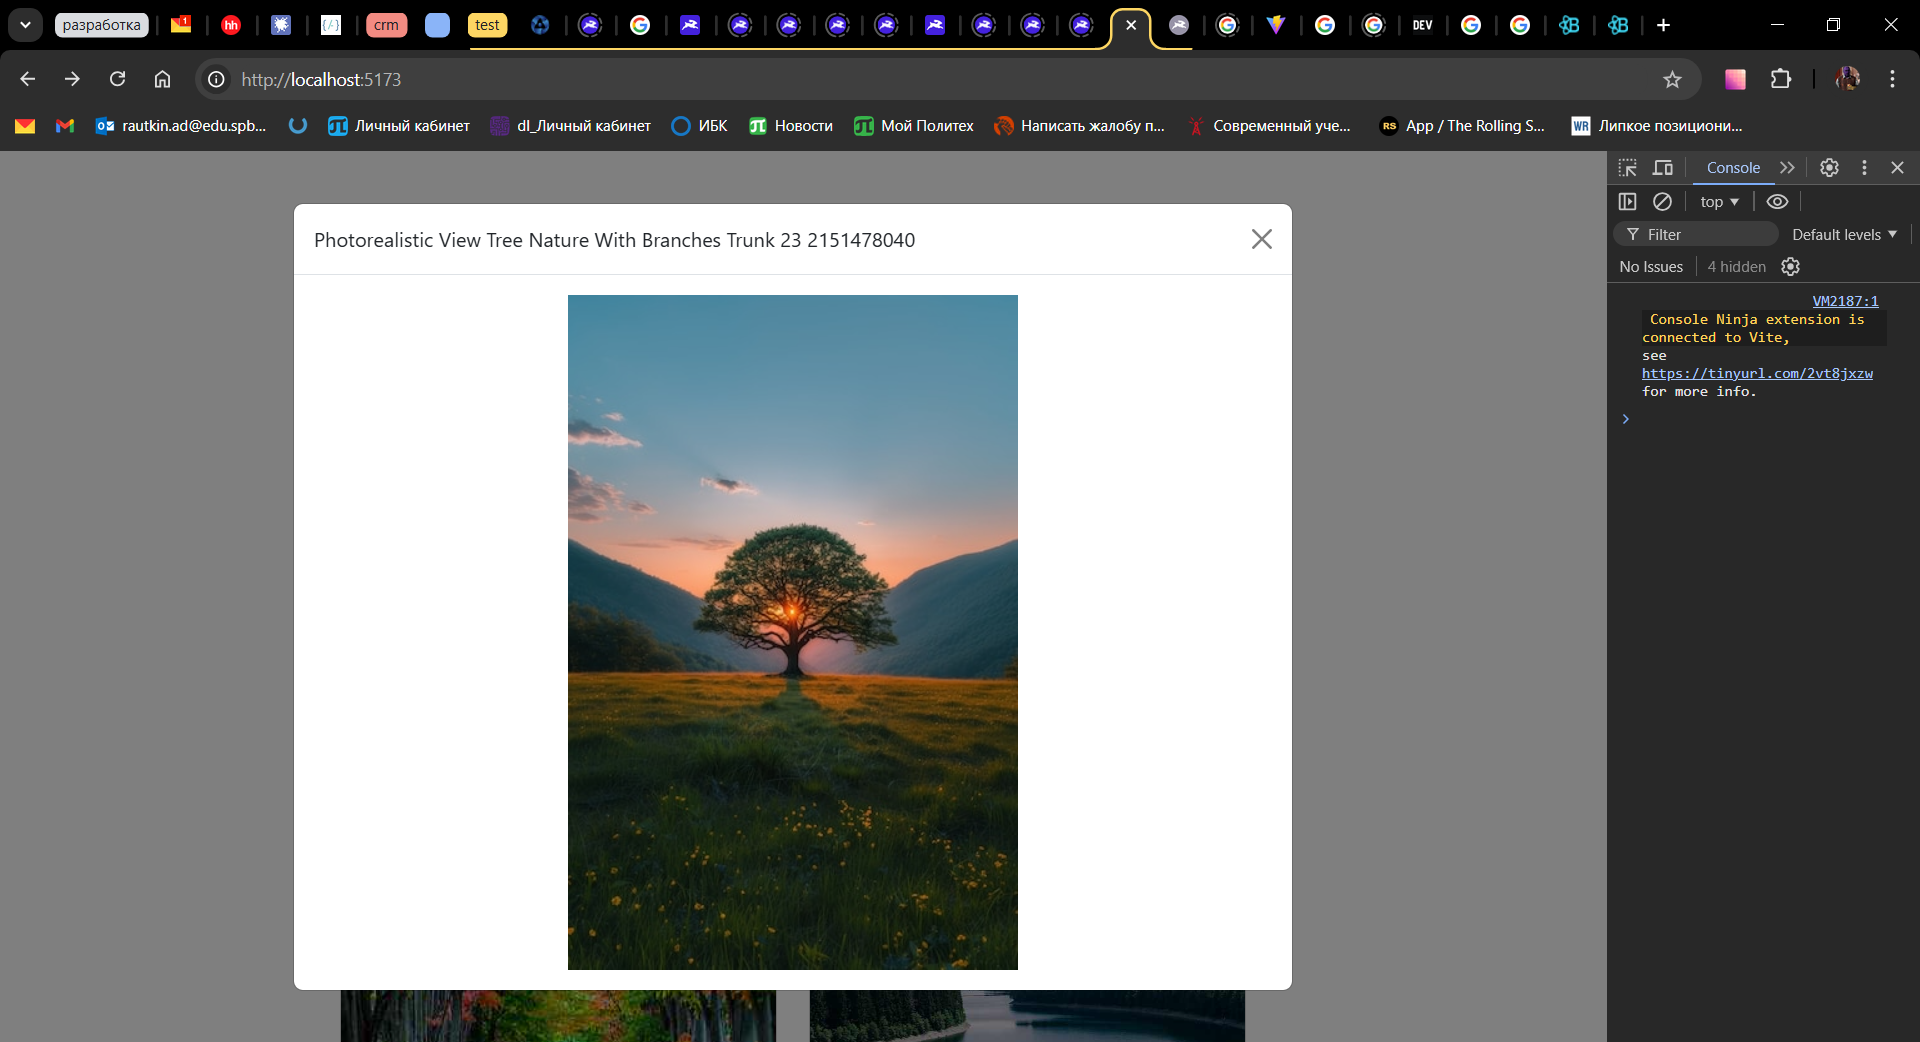 разработка
1
hh
crm
test
DEV
http://localhost:5173
rautkin.ad@edu.spb...
Личный кабинет
dl_Личный кабинет
ИБК
Новости
Мой Политех
Написать жалобу п...
Современный уче...
RS
App / The Rolling S...
WR
Липкое позициони...
Photorealistic View Tree Nature With Branches Trunk 23 2151478040
Console
top
Filter
Default levels
No Issues
4 hidden
VM2187:1
Console Ninja extension is
connected to Vite,
see
https://tinyurl.com/2vt8jxzw
for more info.